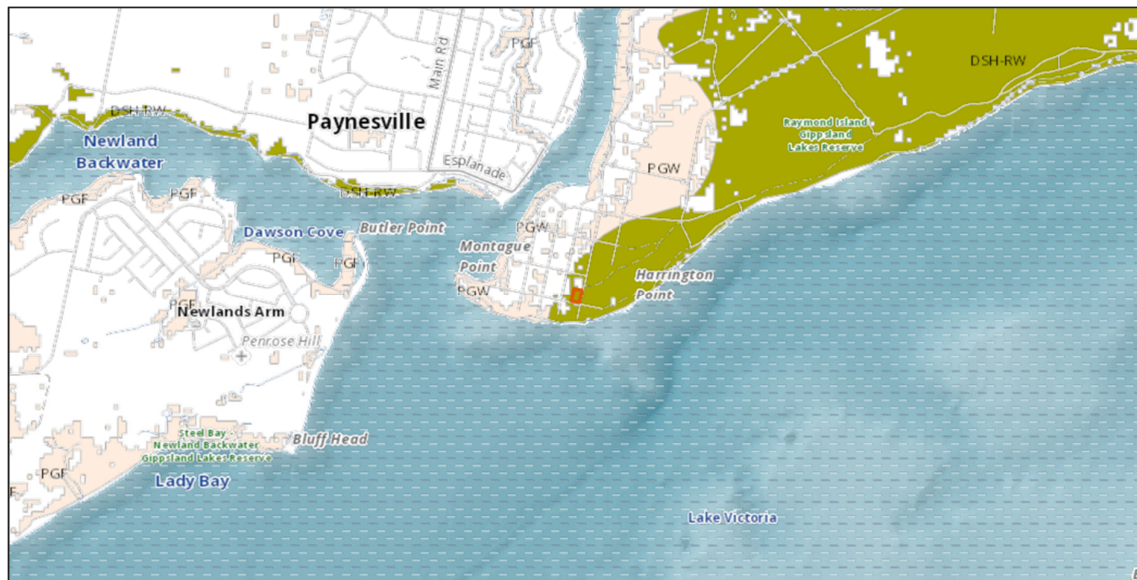 PGF
Main Rd
DSH-RW
DSH-RW
Paynesville
Raymond Island
Gippsland
Lakes Reserve
Newland
Backwater
Esplanade
PGW
DSH-RW
PGF
PGF
Butler Point
PGW
Dawson Cove
Montague
Point
PGF
PGF
Harrington
Point
PGW
PGF
Newlands Arm
Penrose Hill
Steel Bay -
Newland Backwater
Gippsland Lakes Reserve
Bluff Head
PGF
Lady Bay
Lake Victoria